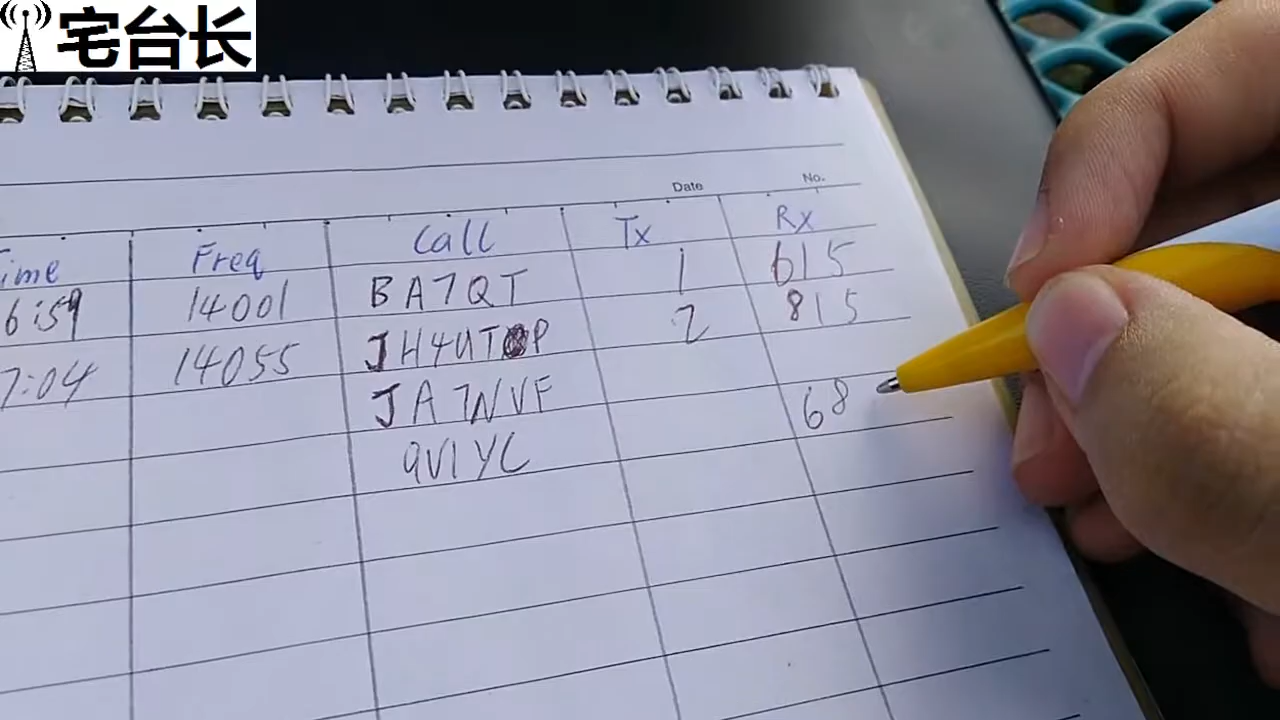 宅台长
Date No.
ime Freq Call Tx Rx
6:59 14001 BA7QT 1 615
7:04 14055 JH4UTP 2 815
JA7NVF 68
9V1YC